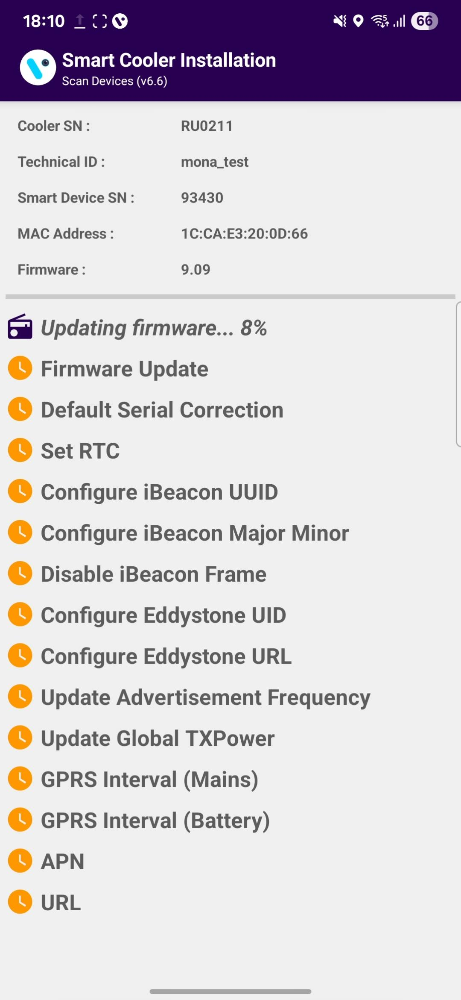 18:10
5
66
Smart Cooler Installation
Scan Devices (v6.6)
Cooler SN : RU0211
Technical ID : mona_test
Smart Device SN : 93430
MAC Address : 1C:CA:E3:20:0D:66
Firmware : 9.09
Updating firmware... 8%
Firmware Update
Default Serial Correction
Set RTC
Configure iBeacon UUID
Configure iBeacon Major Minor
Disable iBeacon Frame
Configure Eddystone UID
Configure Eddystone URL
Update Advertisement Frequency
Update Global TXPower
GPRS Interval (Mains)
GPRS Interval (Battery)
APN
URL